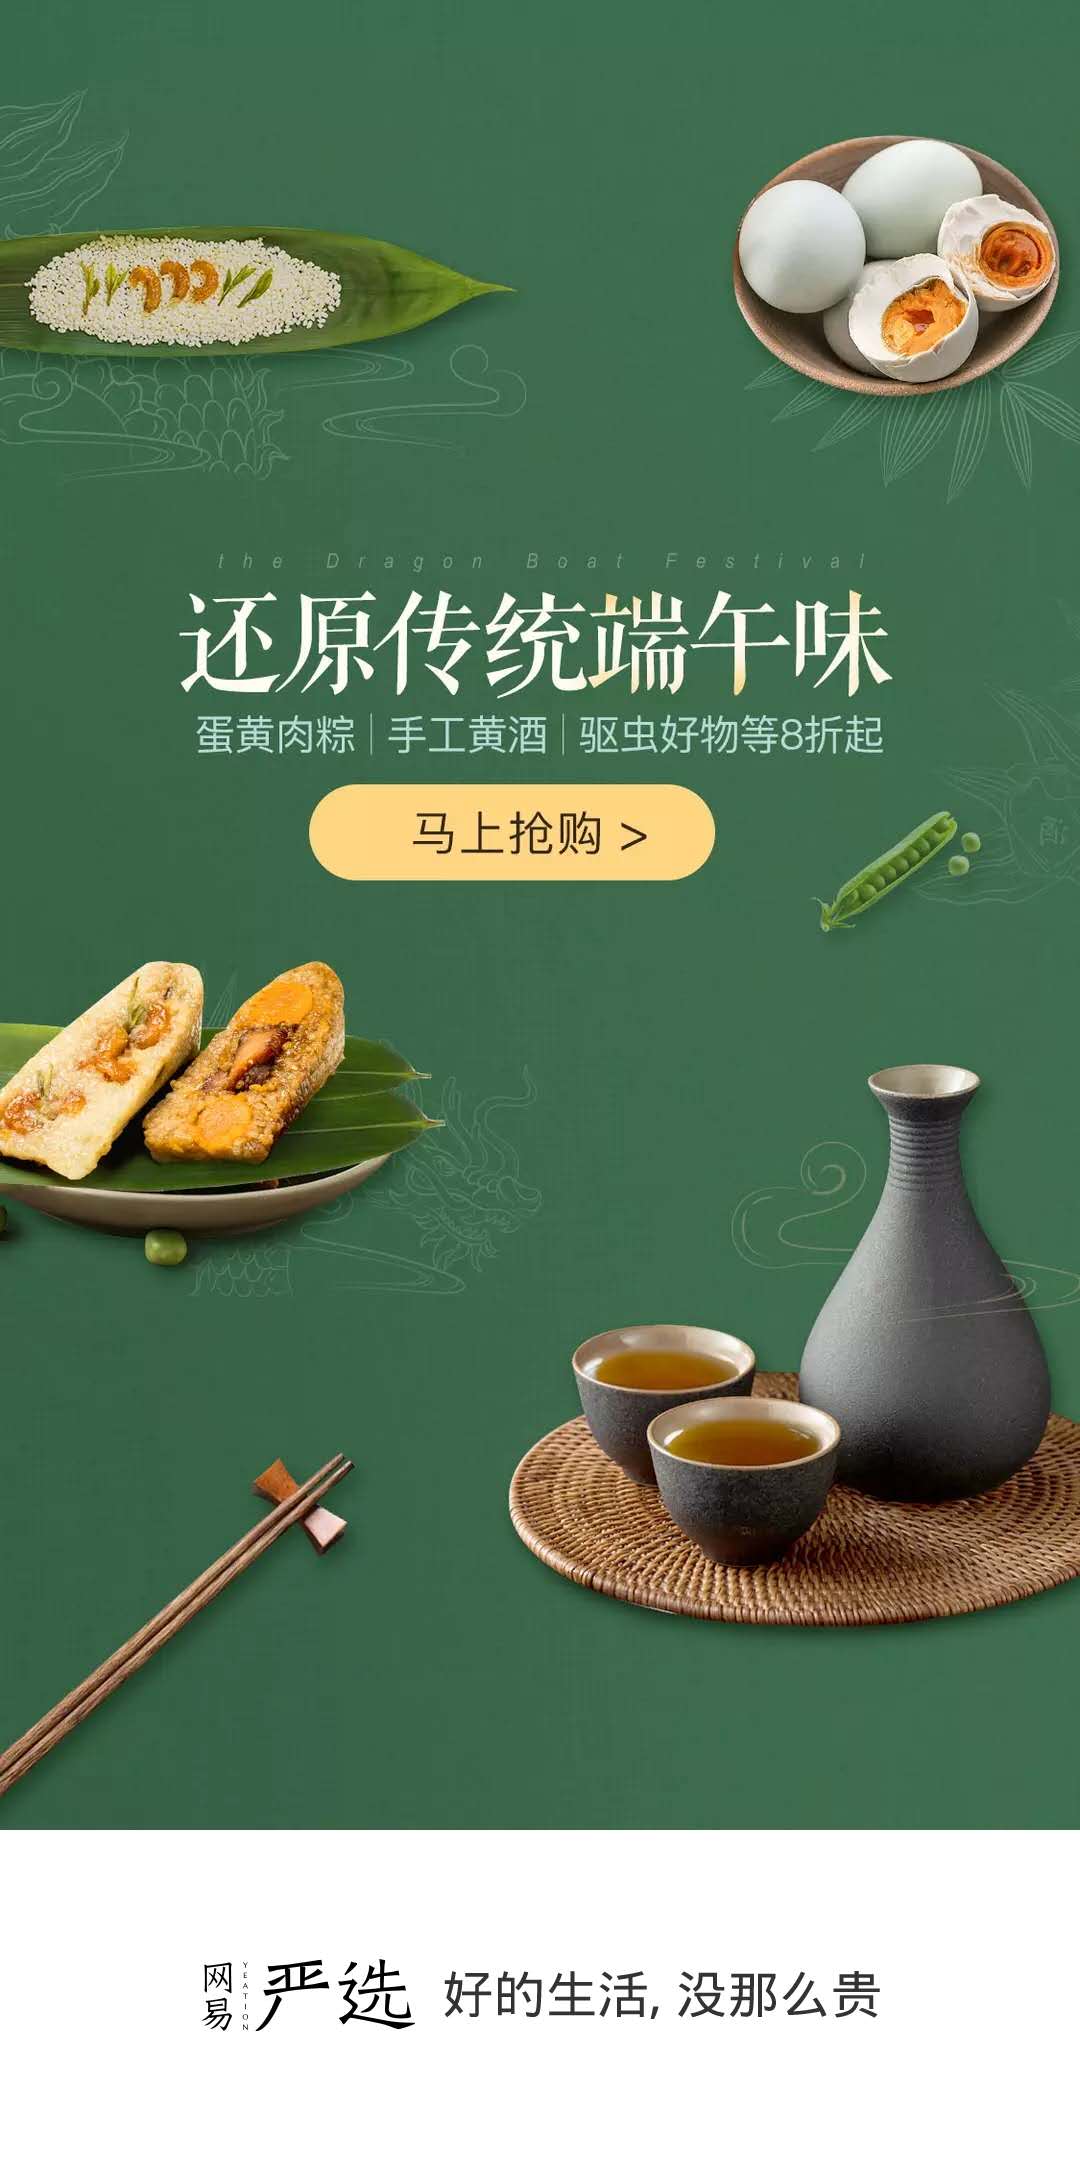 the Dragon Boat Festival
还原传统端午味
蛋黄肉粽|手工黄酒|驱虫好物等8折起
马上抢购 >
酒
网易 YEATION 严选 好的生活, 没那么贵